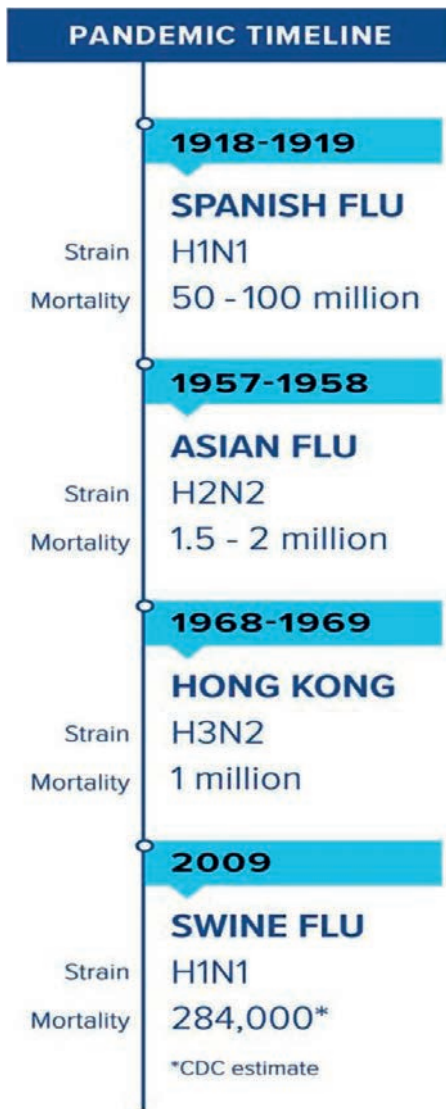 PANDEMIC TIMELINE
1918-1919
SPANISH FLU
Strain H1N1
Mortality 50 - 100 million
1957-1958
ASIAN FLU
Strain H2N2
Mortality 1.5 - 2 million
1968-1969
HONG KONG
Strain H3N2
Mortality 1 million
2009
SWINE FLU
Strain H1N1
Mortality 284,000*
*CDC estimate